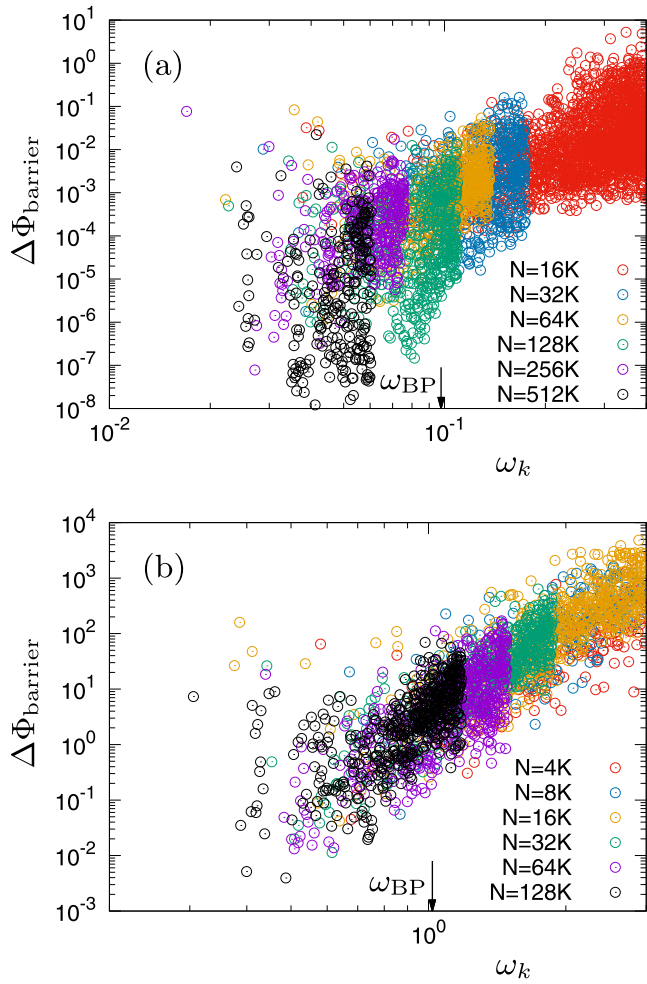 (a)
ΔΦ_barrier
10^1
10^0
10^-1
10^-2
10^-3
10^-4
10^-5
10^-6
10^-7
10^-8
N=16K
N=32K
N=64K
N=128K
N=256K
N=512K
ω_BP
10^-2
10^-1
ω_k
(b)
ΔΦ_barrier
10^4
10^3
10^2
10^1
10^0
10^-1
10^-2
10^-3
N=4K
N=8K
N=16K
N=32K
N=64K
N=128K
ω_BP
10^0
ω_k